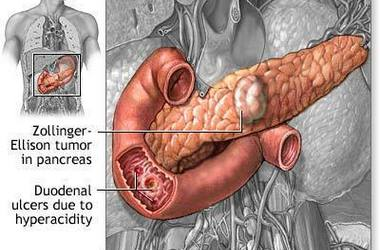 Zollinger-
Ellison tumor
in pancreas
Duodenal
ulcers due to
hyperacidity